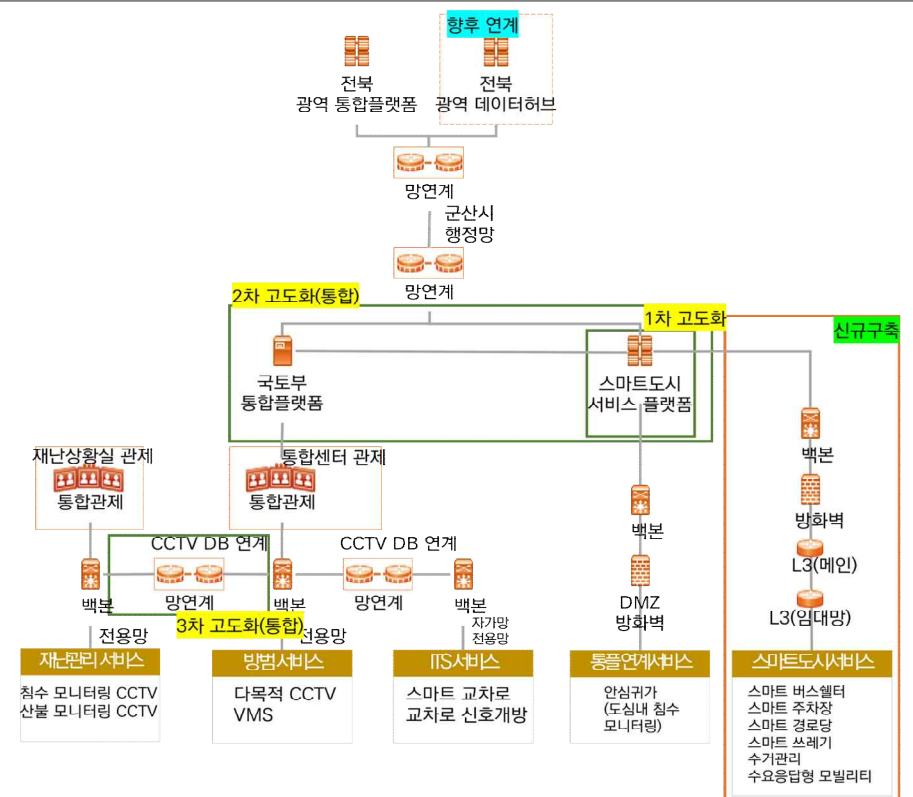 향후 연계
전북
광역 통합플랫폼
전북
광역 데이터허브
망연계
군산시
행정망
망연계
2차 고도화(통합)
1차 고도화
신규구축
국토부
통합플랫폼
스마트도시
서비스 플랫폼
재난상황실 관제
통합관제
통합센터 관제
통합관제
백본
방화벽
L3(메인)
L3(임대망)
백본
DMZ
방화벽
CCTV DB 연계
CCTV DB 연계
백본
망연계
백본
망연계
백본
3차 고도화(통합)
전용망
전용망
자가망
전용망
재난관리 서비스
침수 모니터링 CCTV
산불 모니터링 CCTV
방범 서비스
다목적 CCTV
VMS
ITS서비스
스마트 교차로
교차로 신호개방
통플연계서비스
안심귀가
(도심내 침수
모니터링)
스마트도시서비스
스마트 버스쉘터
스마트 주차장
스마트 경로당
스마트 쓰레기
수거관리
수요응답형 모빌리티